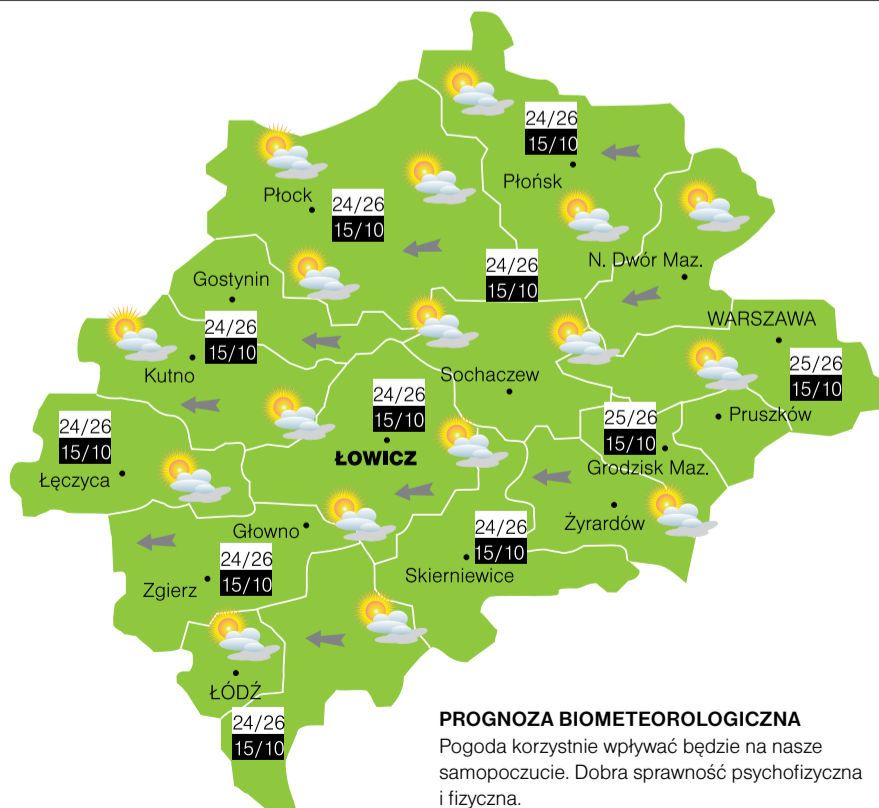 24/26
15/10
Płońsk
Płock
24/26
15/10
24/26
15/10
N. Dwór Maz.
Gostynin
24/26
15/10
Kutno
WARSZAWA
25/26
15/10
Sochaczew
24/26
15/10
ŁOWICZ
25/26
15/10
Pruszków
Grodzisk Maz.
24/26
15/10
Łęczyca
Żyrardów
Głowno
24/26
15/10
Skierniewice
24/26
15/10
Zgierz
ŁÓDŹ
24/26
15/10
PROGNOZA BIOMETEOROLOGICZNA
Pogoda korzystnie wpływać będzie na nasze
samopoczucie. Dobra sprawność psychofizyczna
i fizyczna.